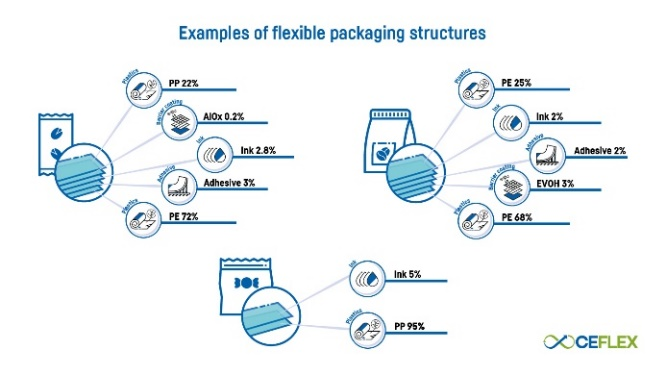 Examples of flexible packaging structures
Plastics
PP 22%
Barrier coating
AlOx 0.2%
Ink
Ink 2.8%
Adhesive
Adhesive 3%
Plastics
PE 72%
Plastics
PE 25%
Ink
Ink 2%
Adhesive
Adhesive 2%
Barrier coating
EVOH 3%
Plastics
PE 68%
Ink
Ink 5%
Plastics
PP 95%
CEFLEX